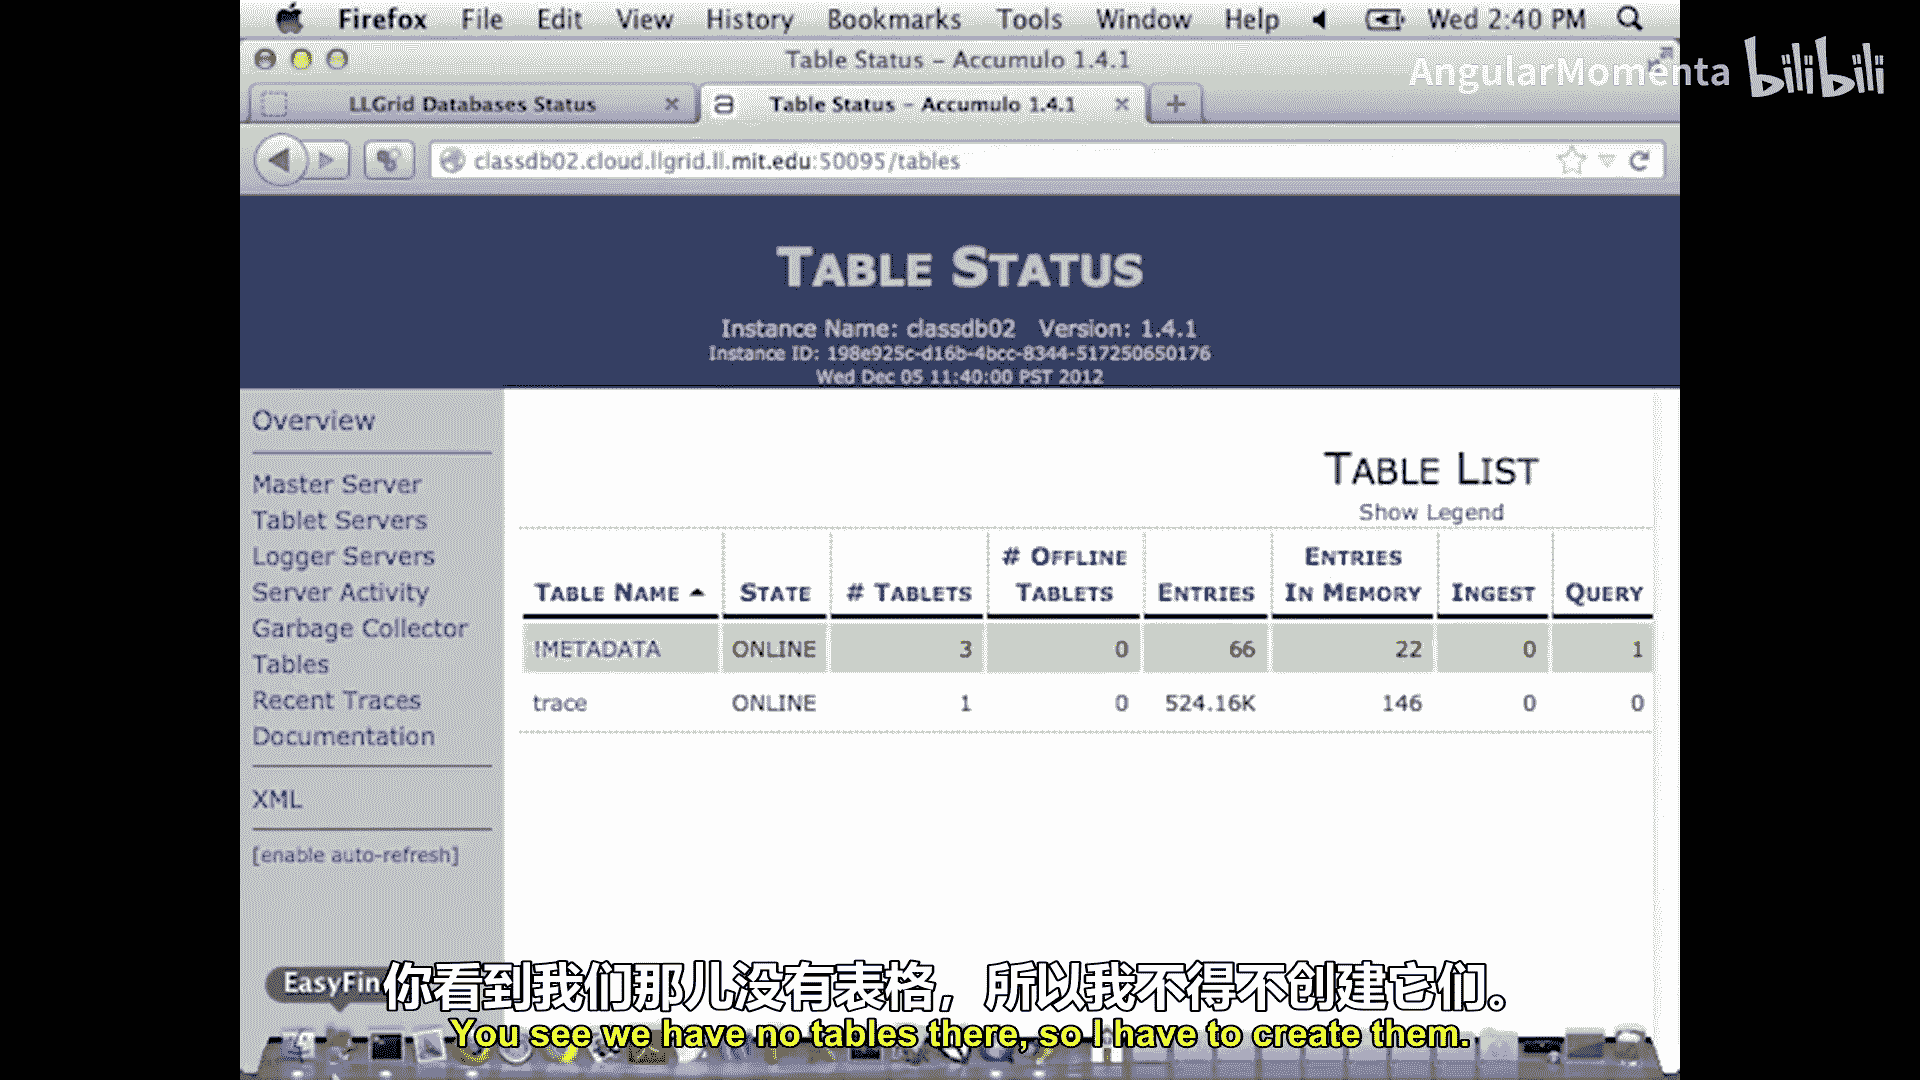 Firefox File Edit View History Bookmarks Tools Window Help Wed 2:40 PM
Table Status – Accumulo 1.4.1
AngularMomenta bilibili
LLGrid Databases Status
Table Status – Accumulo 1.4.1
classdb02.cloud.llgrid.ll.mit.edu:50095/tables
TABLE STATUS
Instance Name: classdb02 Version: 1.4.1
Instance ID: 198e925c-d16b-4bcc-8344-517250650176
Wed Dec 05 11:40:00 PST 2012
Overview
Master Server
Tablet Servers
Logger Servers
Server Activity
Garbage Collector
Tables
Recent Traces
Documentation
XML
[enable auto-refresh]
TABLE LIST
Show Legend
TABLE NAME STATE # TABLETS # OFFLINE TABLETS ENTRIES ENTRIES IN MEMORY INGEST QUERY
!METADATA ONLINE 3 0 66 22 0 1
trace ONLINE 1 0 524.16K 146 0 0
EasyFin
你看到我们那儿没有表格，所以我不得不创建它们。
You see we have no tables there, so I have to create them.